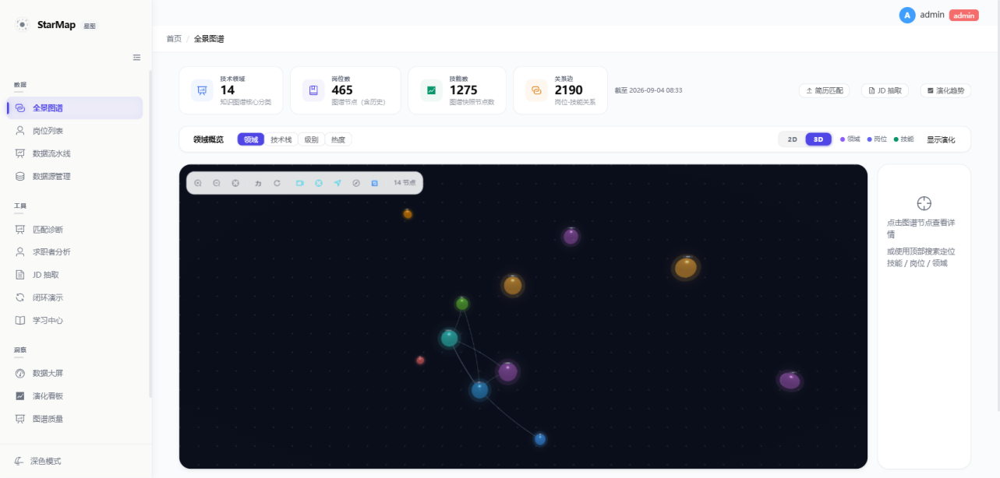 StarMap 星图
A admin admin
首页 / 全景图谱
数据
全景图谱
岗位列表
数据流水线
数据源管理
工具
匹配诊断
求职者分析
JD 抽取
闭环演示
学习中心
洞察
数据大屏
演化看板
图谱质量
深色模式
技术领域
14
知识图谱核心分类
岗位数
465
图谱节点（含历史）
技能数
1275
图谱快照节点数
关系边
2190
岗位-技能关系
截至 2026-09-04 08:33
简历匹配
JD 抽取
演化趋势
领域概览
领域 技术栈 级别 热度
2D 3D 领域 岗位 技能 显示演化
14 节点
点击图谱节点查看详
情
或使用顶部搜索定位
技能 / 岗位 / 领域